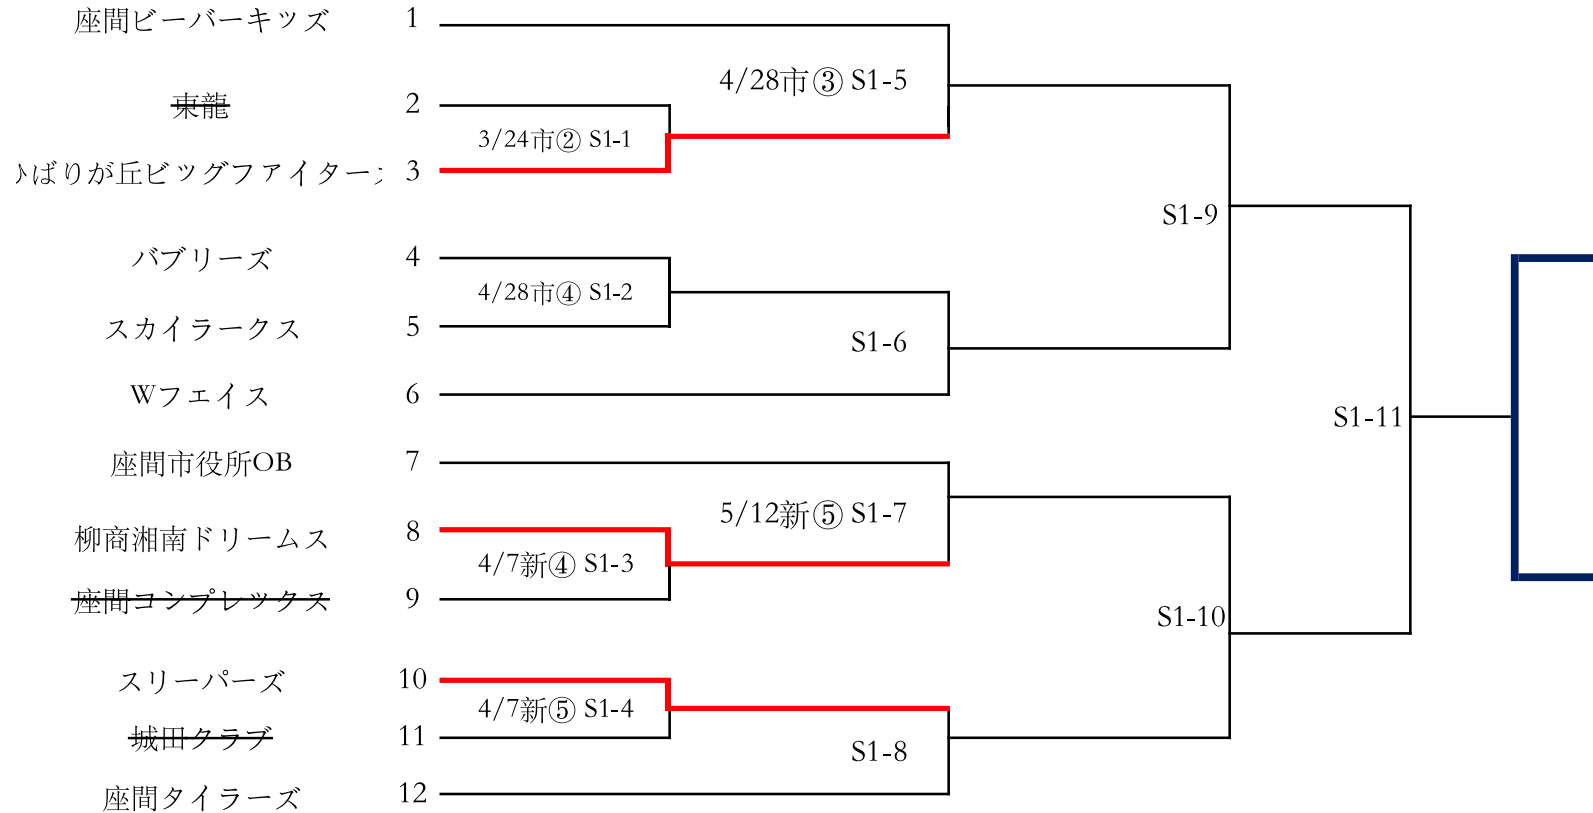 座間ビーバーキッズ 1
4/28市③ S1-5
東龍 2
3/24市② S1-1
ばりが丘ビッグファイター 3
S1-9
バブリーズ 4
4/28市④ S1-2
スカイラークス 5
S1-6
Wフェイス 6
S1-11
座間市役所OB 7
5/12新⑤ S1-7
柳商湘南ドリームス 8
4/7新④ S1-3
座間コンプレックス 9
S1-10
スリーパーズ 10
4/7新⑤ S1-4
城田クラブ 11
S1-8
座間タイラーズ 12